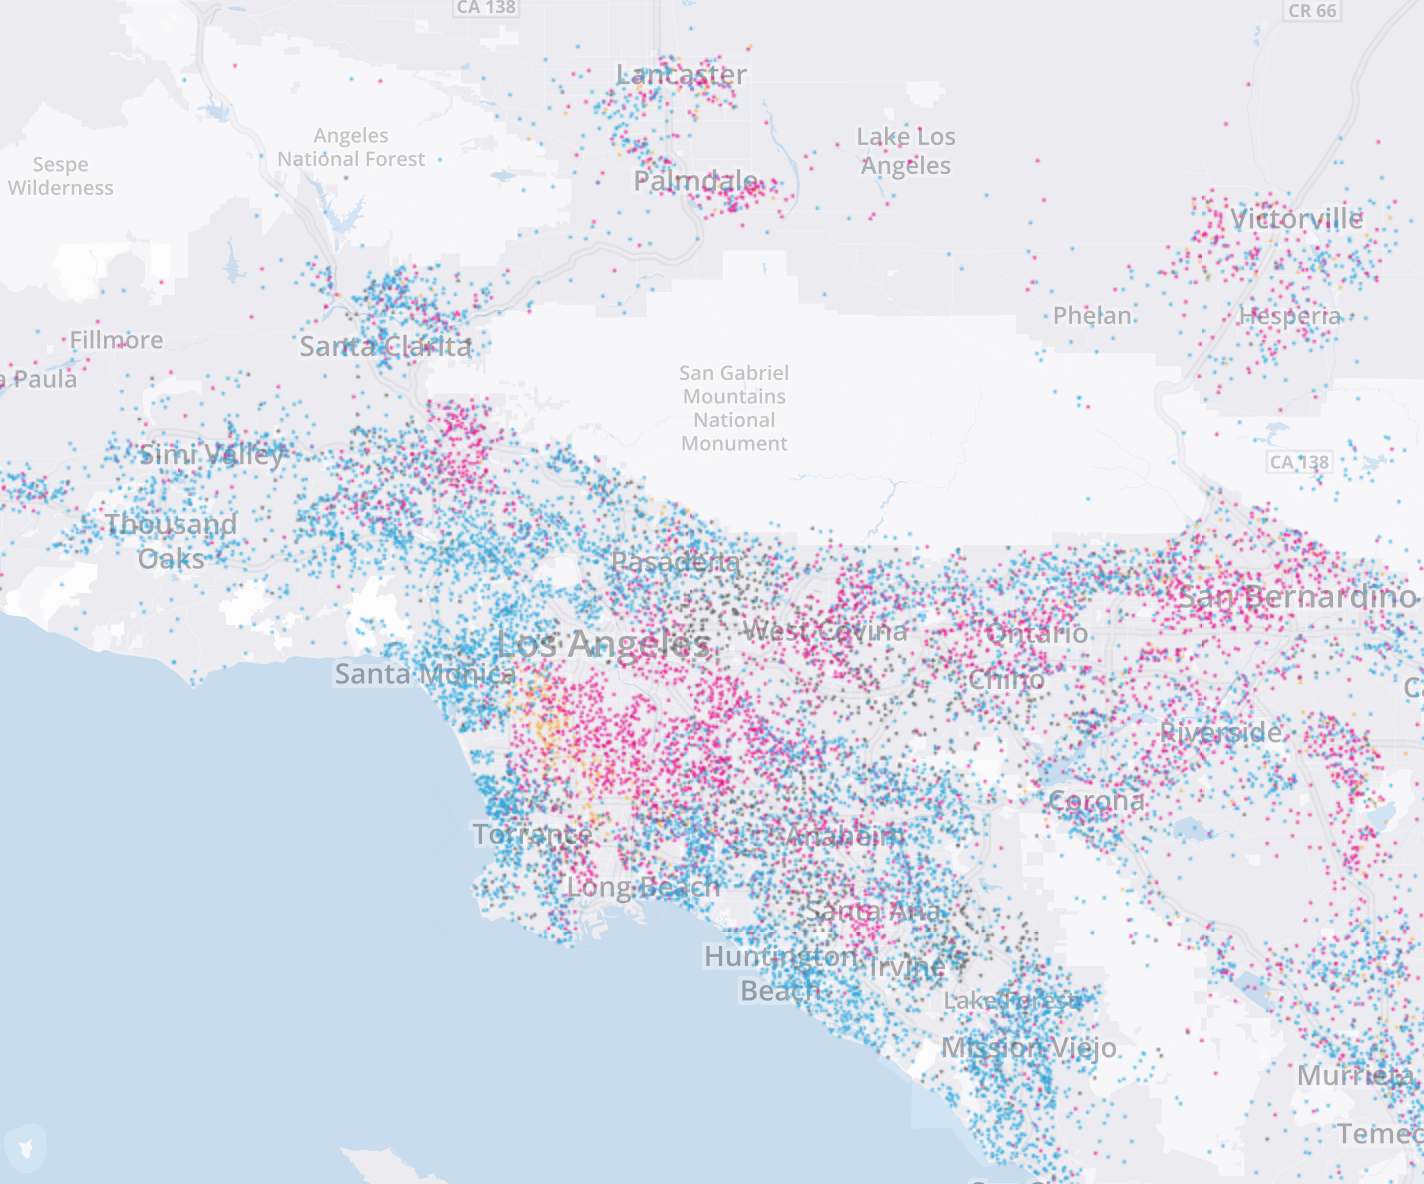 CA 138
CR 66
Lancaster
Angeles
National Forest
Lake Los
Angeles
Sespe
Wilderness
Palmdale
Victorville
Phelan
Hesperia
Fillmore
Santa Clarita
a Paula
San Gabriel
Mountains
National
Monument
Simi Valley
CA 138
Thousand
Oaks
Pasadena
San Bernardino
Los Angeles
West Covina
Ontario
Santa Monica
Chino
C
Riverside
Corona
Torrance
Anaheim
Long Beach
Santa Ana
Huntington
Beach
Irvine
Lake Forest
Mission Viejo
Murrieta
Temec